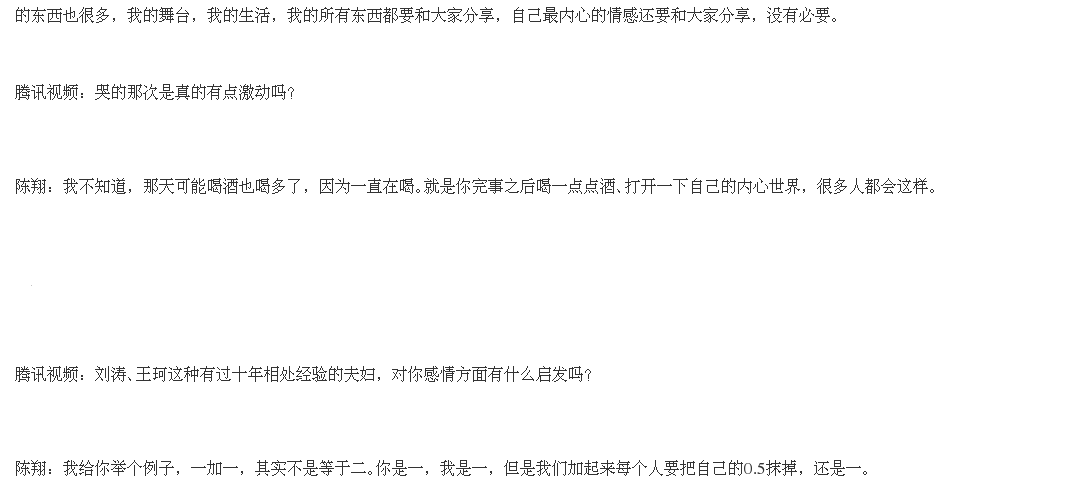 的东西也很多，我的舞台，我的生活，我的所有东西都要和大家分享，自己最内心的情感还要和大家分享，没有必要。
腾讯视频：哭的那次是真的有点激动吗？
陈翔：我不知道，那天可能喝酒也喝多了，因为一直在喝。就是你完事之后喝一点点酒、打开一下自己的内心世界，很多人都会这样。
腾讯视频：刘涛、王珂这种有过十年相处经验的夫妇，对你感情方面有什么启发吗？
陈翔：我给你举个例子，一加一，其实不是等于二。你是一，我是一，但是我们加起来每个人要把自己的0.5抹掉，还是一。